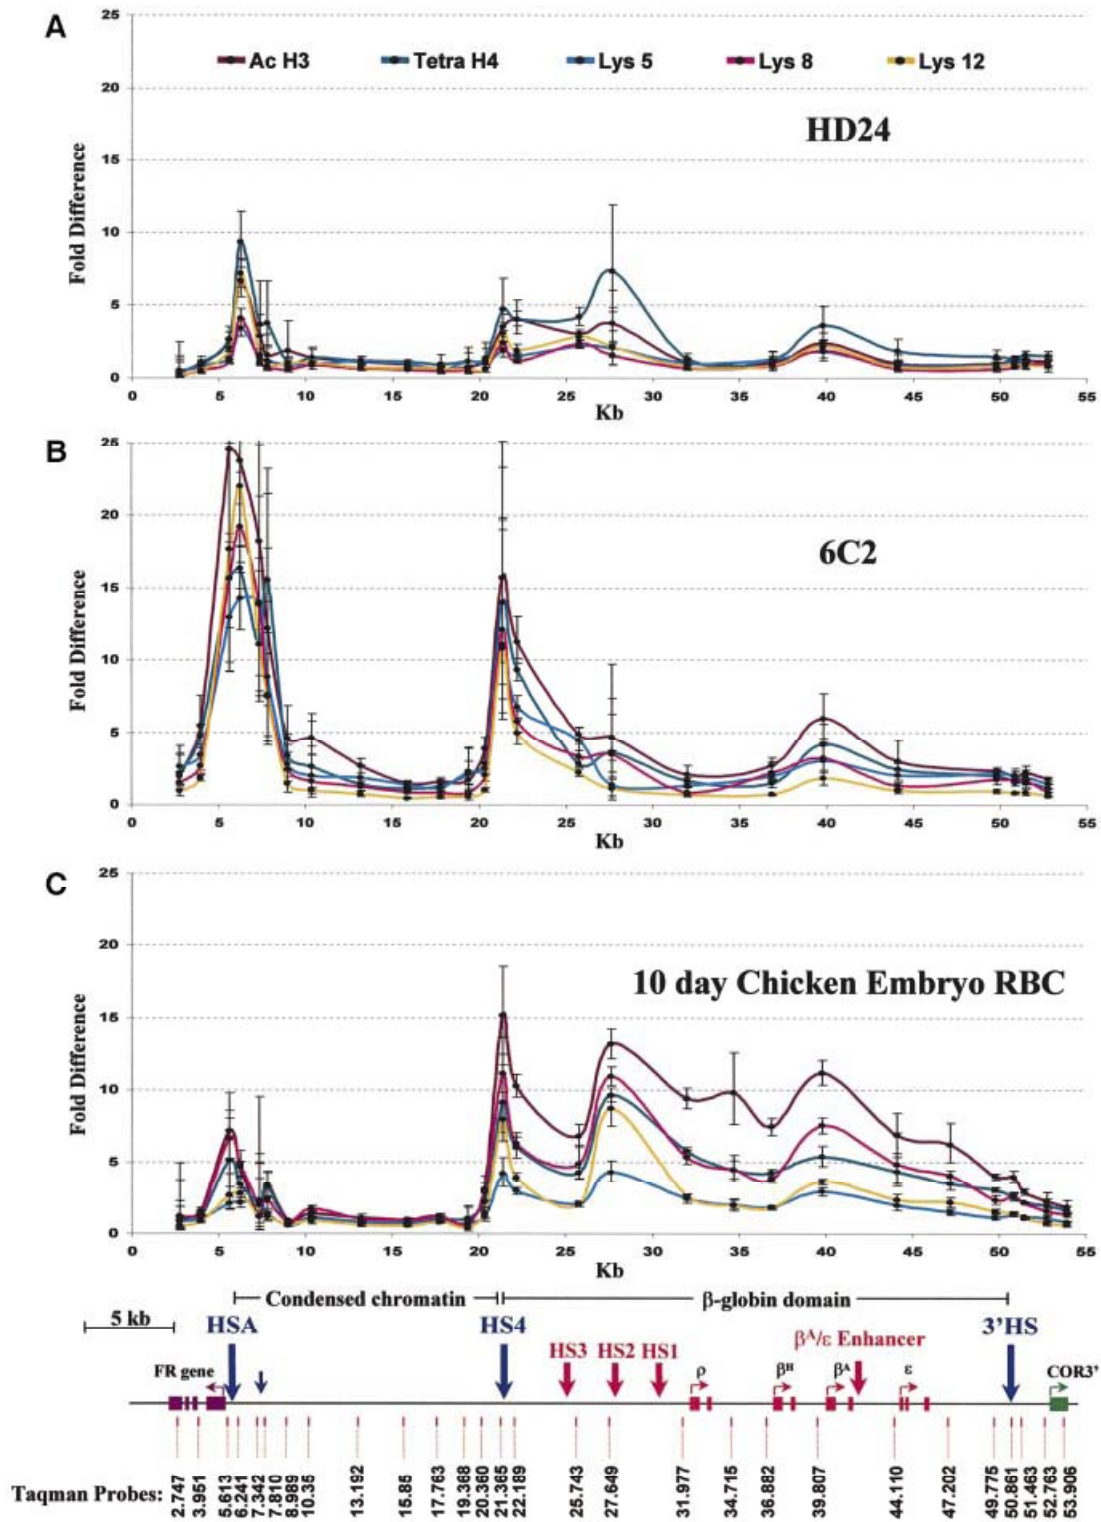 A
25
Ac H3 Tetra H4 Lys 5 Lys 8 Lys 12
20
HD24
15
Fold Difference
10
5
0
0 5 10 15 20 25 30 35 40 45 50 55
Kb
B
25
20
6C2
15
Fold Difference
10
5
0
0 5 10 15 20 25 30 35 40 45 50 55
Kb
C
25
20
10 day Chicken Embryo RBC
15
Fold Difference
10
5
0
0 5 10 15 20 25 30 35 40 45 50 55
Kb
Condensed chromatin β-globin domain
5 kb HSA HS4 βᴬ/ε Enhancer 3'HS
HS3 HS2 HS1
FR gene ρ βᴴ βᴬ ε COR3'
Taqman Probes: 2.747 3.951 5.613 6.241 7.342 7.810 8.989 10.35 13.192 15.85 17.763 19.368 20.360 21.365 22.189 25.743 27.649 31.977 34.715 36.882 39.807 44.110 47.202 49.775 50.861 51.463 52.763 53.906